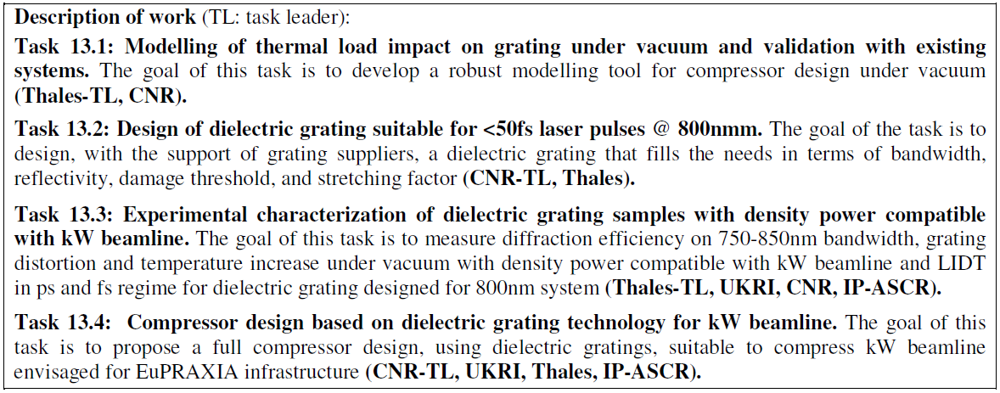 Description of work (TL: task leader):
Task 13.1: Modelling of thermal load impact on grating under vacuum and validation with existing
systems. The goal of this task is to develop a robust modelling tool for compressor design under vacuum
(Thales-TL, CNR).
Task 13.2: Design of dielectric grating suitable for <50fs laser pulses @ 800nmm. The goal of the task is to
design, with the support of grating suppliers, a dielectric grating that fills the needs in terms of bandwidth,
reflectivity, damage threshold, and stretching factor (CNR-TL, Thales).
Task 13.3: Experimental characterization of dielectric grating samples with density power compatible
with kW beamline. The goal of this task is to measure diffraction efficiency on 750-850nm bandwidth, grating
distortion and temperature increase under vacuum with density power compatible with kW beamline and LIDT
in ps and fs regime for dielectric grating designed for 800nm system (Thales-TL, UKRI, CNR, IP-ASCR).
Task 13.4: Compressor design based on dielectric grating technology for kW beamline. The goal of this
task is to propose a full compressor design, using dielectric gratings, suitable to compress kW beamline
envisaged for EuPRAXIA infrastructure (CNR-TL, UKRI, Thales, IP-ASCR).